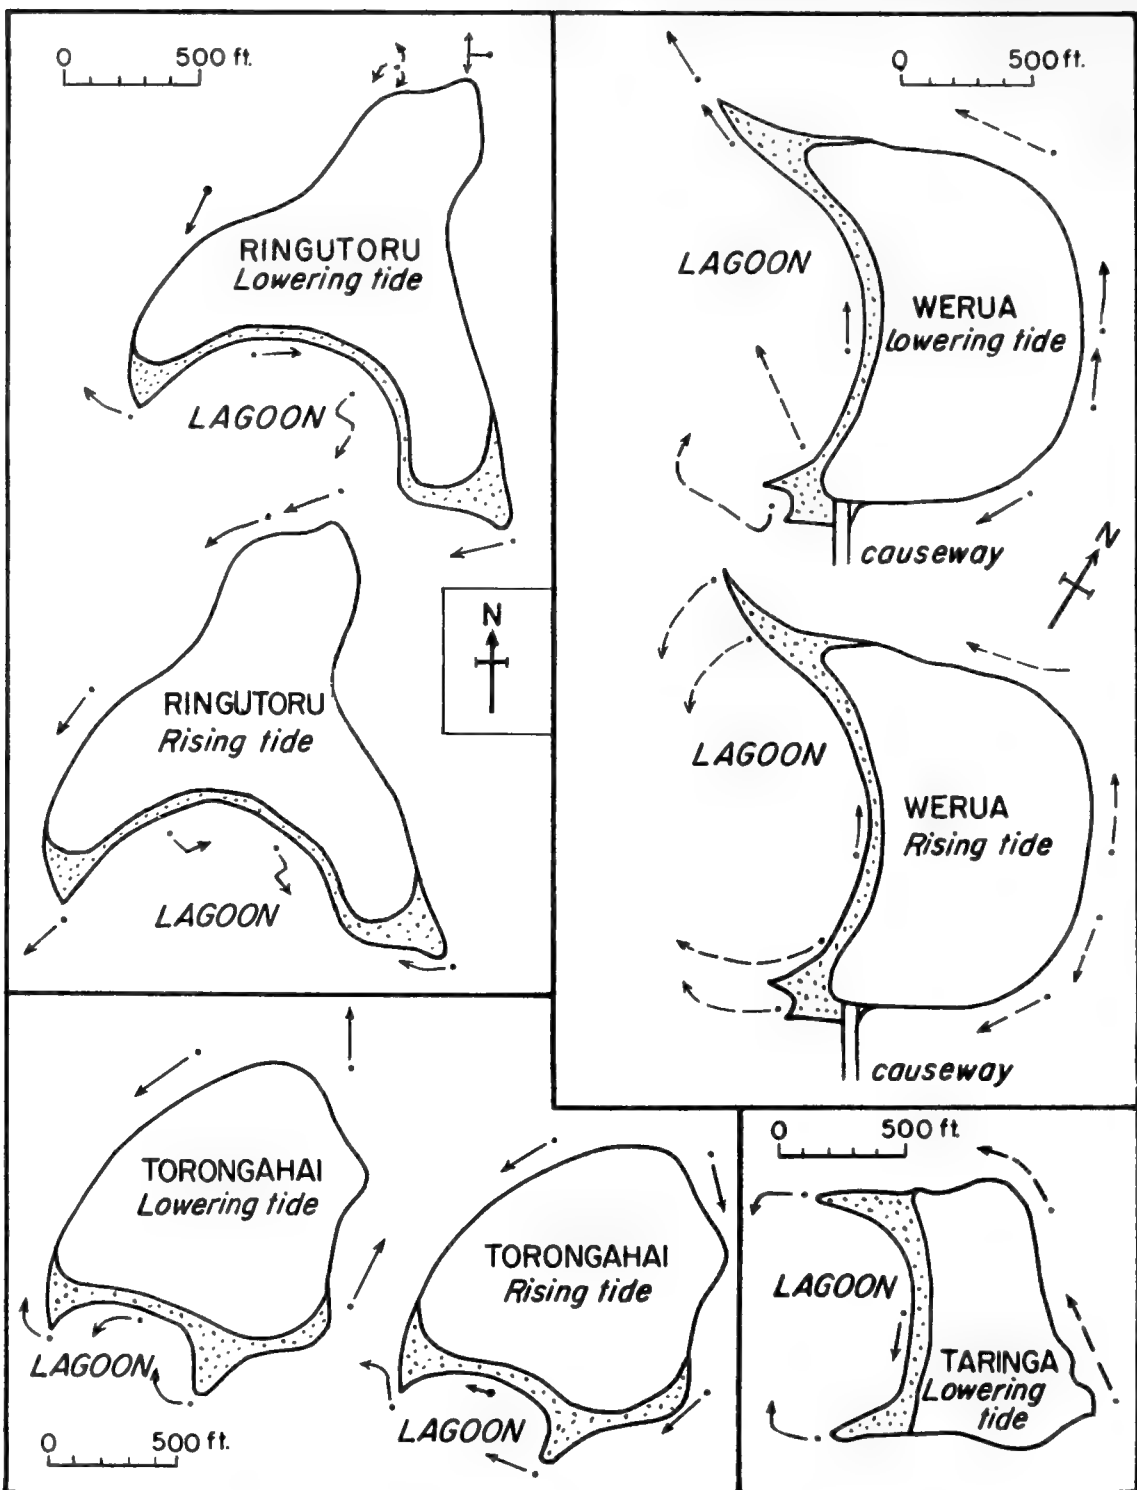 0 500 ft.
RINGUTORU
Lowering tide
LAGOON
N
RINGUTORU
Rising tide
LAGOON
0 500 ft.
LAGOON
WERUA
Lowering tide
causeway
N
LAGOON
WERUA
Rising tide
causeway
TORONGAHAI
Lowering tide
LAGOON
0 500 ft.
TORONGAHAI
Rising tide
LAGOON
0 500 ft.
LAGOON
TARINGA
Lowering
tide